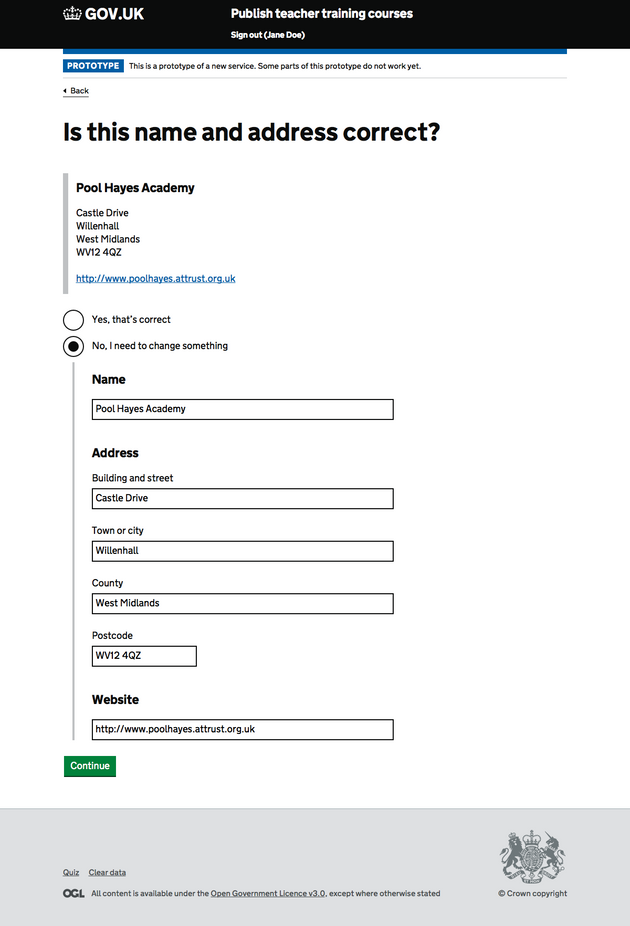 GOV.UK
Publish teacher training courses
Sign out (Jane Doe)
PROTOTYPE This is a prototype of a new service. Some parts of this prototype do not work yet.
Back
Is this name and address correct?
Pool Hayes Academy
Castle Drive
Willenhall
West Midlands
WV12 4QZ
http://www.poolhayes.attrust.org.uk
Yes, that's correct
No, I need to change something
Name
Pool Hayes Academy
Address
Building and street
Castle Drive
Town or city
Willenhall
County
West Midlands
Postcode
WV12 4QZ
Website
http://www.poolhayes.attrust.org.uk
Continue
Quiz Clear data
OGL All content is available under the Open Government Licence v3.0, except where otherwise stated
© Crown copyright